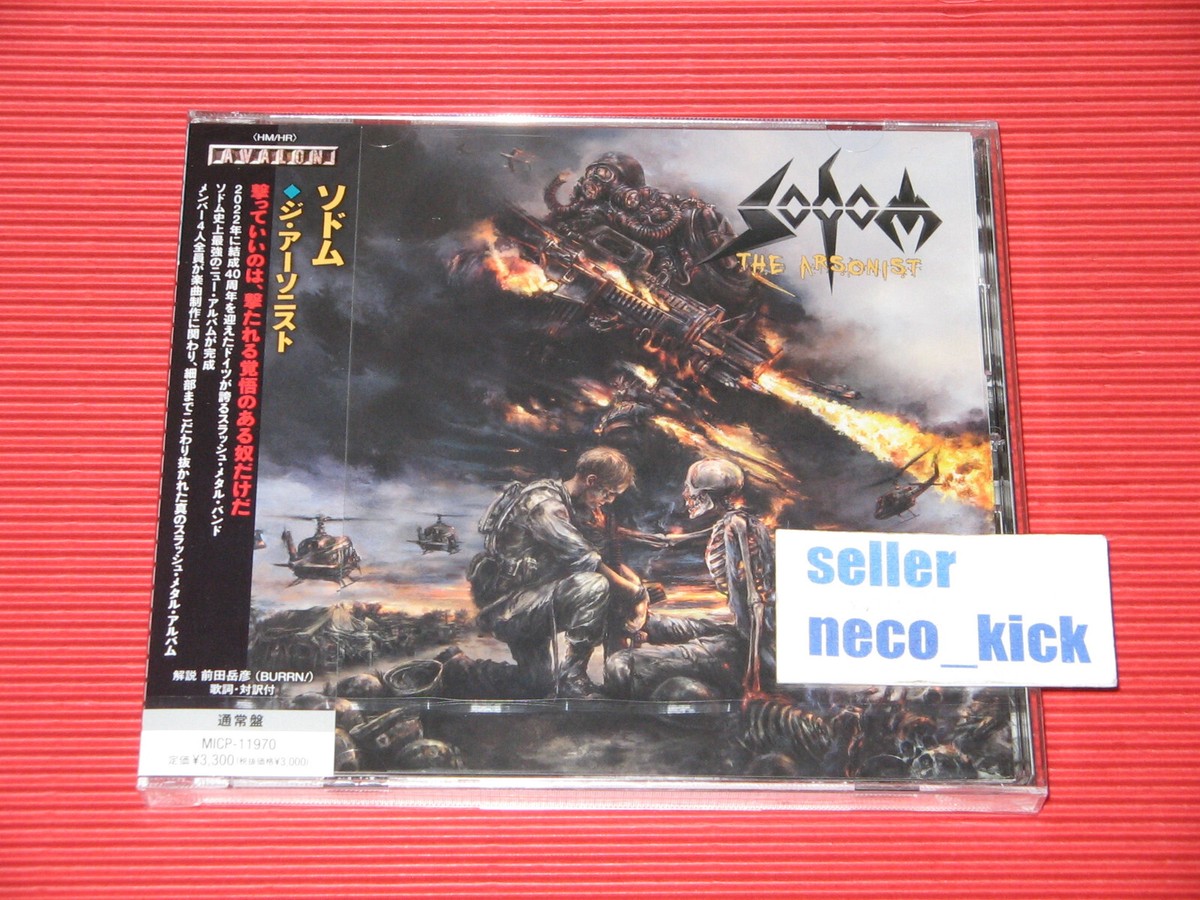 〈HM/HR〉
AVALON
ソドム
◆ジ・アーソニスト
撃っていいのは、撃たれる覚悟のある奴だけだ
2022年に結成40周年を迎えたドイツが誇るスラッシュ・メタル・バンド
ソドム史上最強のニュー・アルバムが完成
メンバー4人全員が楽曲制作に関わり、細部までこだわり抜かれた真のスラッシュ・メタル・アルバム
解説 前田岳彦 (BURRN!)
歌詞・対訳付
通常盤
MICP-11970
定価¥3,300(税抜価格¥3,000)
SODOM
THE ARSONIST
seller
neco_kick